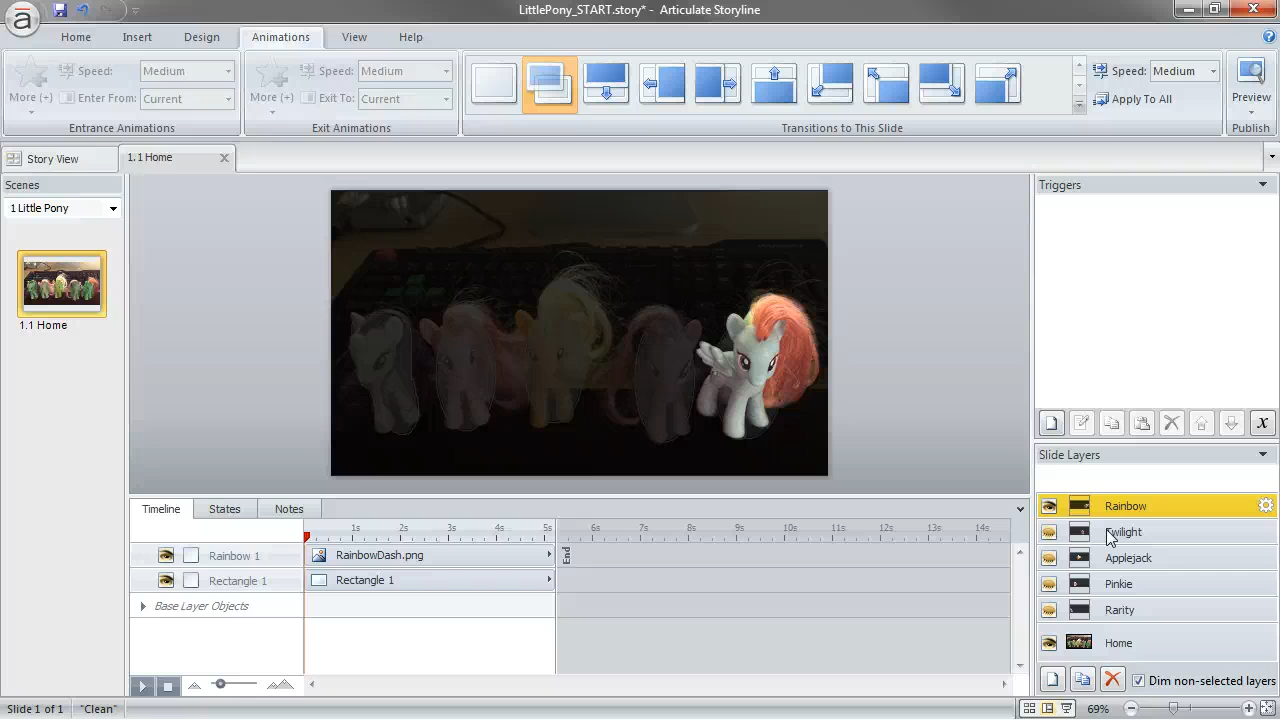 LittlePony_START.story* - Articulate Storyline
Home Insert Design Animations View Help
Speed: Medium Speed: Medium Speed: Medium
More (+) Enter From: Current More (+) Exit To: Current Apply To All Preview
Entrance Animations Exit Animations Transitions to This Slide Publish
Story View 1.1 Home
Scenes
1 Little Pony
1.1 Home
Triggers
x
Slide Layers
Rainbow
Twilight
Applejack
Pinkie
Rarity
Home
Dim non-selected layers
Timeline States Notes
1s 2s 3s 4s 5s 6s 7s 8s 9s 10s 11s 12s 13s 14s
Rainbow 1 RainbowDash.png End
Rectangle 1 Rectangle 1
Base Layer Objects
Slide 1 of 1 "Clean" 69%